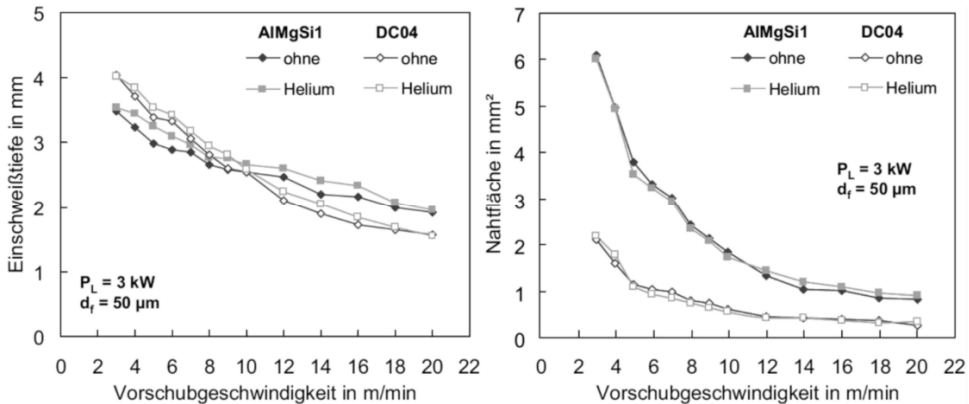 Einschweißtiefe in mm
5
4
3
2
1
0
AlMgSi1 DC04
ohne ohne
Helium Helium
P_L = 3 kW
d_f = 50 µm
0 2 4 6 8 10 12 14 16 18 20 22
Vorschubgeschwindigkeit in m/min
Nahtfläche in mm²
7
6
5
4
3
2
1
0
AlMgSi1 DC04
ohne ohne
Helium Helium
P_L = 3 kW
d_f = 50 µm
0 2 4 6 8 10 12 14 16 18 20 22
Vorschubgeschwindigkeit in m/min